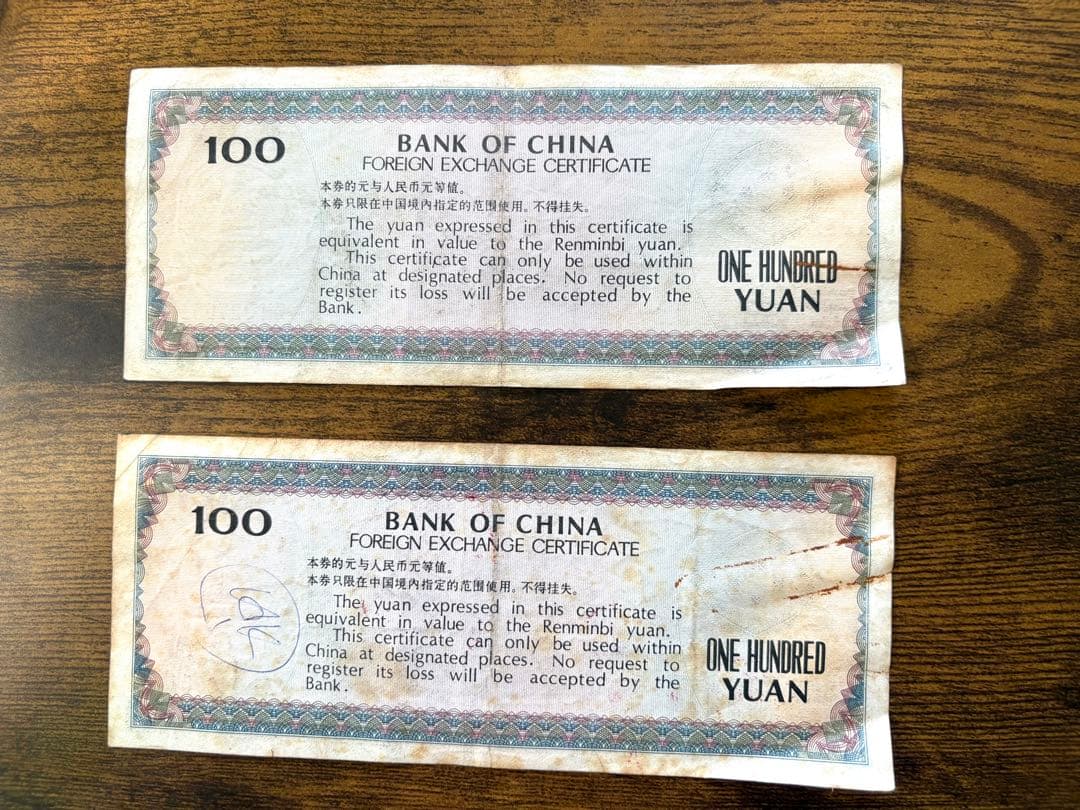 100
BANK OF CHINA
FOREIGN EXCHANGE CERTIFICATE
本券的元与人民币元等值。
本券只限在中国境内指定的范围使用。不得挂失。
The yuan expressed in this certificate is
equivalent in value to the Renminbi yuan.
This certificate can only be used within
China at designated places. No request to
register its loss will be accepted by the
Bank.
ONE HUNDRED
YUAN
100
BANK OF CHINA
FOREIGN EXCHANGE CERTIFICATE
本券的元与人民币元等值。
本券只限在中国境内指定的范围使用。不得挂失。
The yuan expressed in this certificate is
equivalent in value to the Renminbi yuan.
This certificate can only be used within
China at designated places. No request to
register its loss will be accepted by the
Bank.
ONE HUNDRED
YUAN